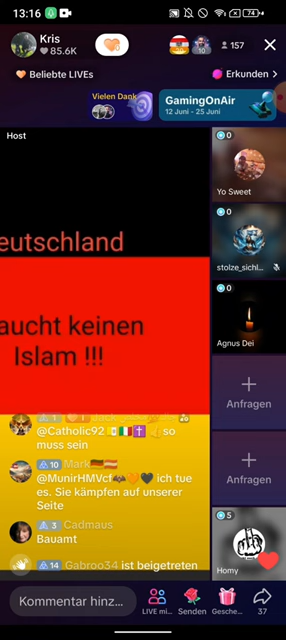 13:16
74
Kris
85.6K
10
157
Beliebte LIVEs
Erkunden >
Vielen Dank
GamingOnAir
12 Juni - 25 Juni
Host
0
Yo Sweet
eutschland
0
stolze_sichl...
aucht keinen
Islam !!!
0
Agnus Dei
+
Anfragen
@Catholic92 so
muss sein
10 Mark
@MunirHMVcf ich tue
es. Sie kämpfen auf unserer
Seite
+
Anfragen
3 Cadmaus
Bauamt
14 Gabroo34 ist beigetreten
5
Homy
Kommentar hinz...
LIVE mi...
Senden
Gesche...
37